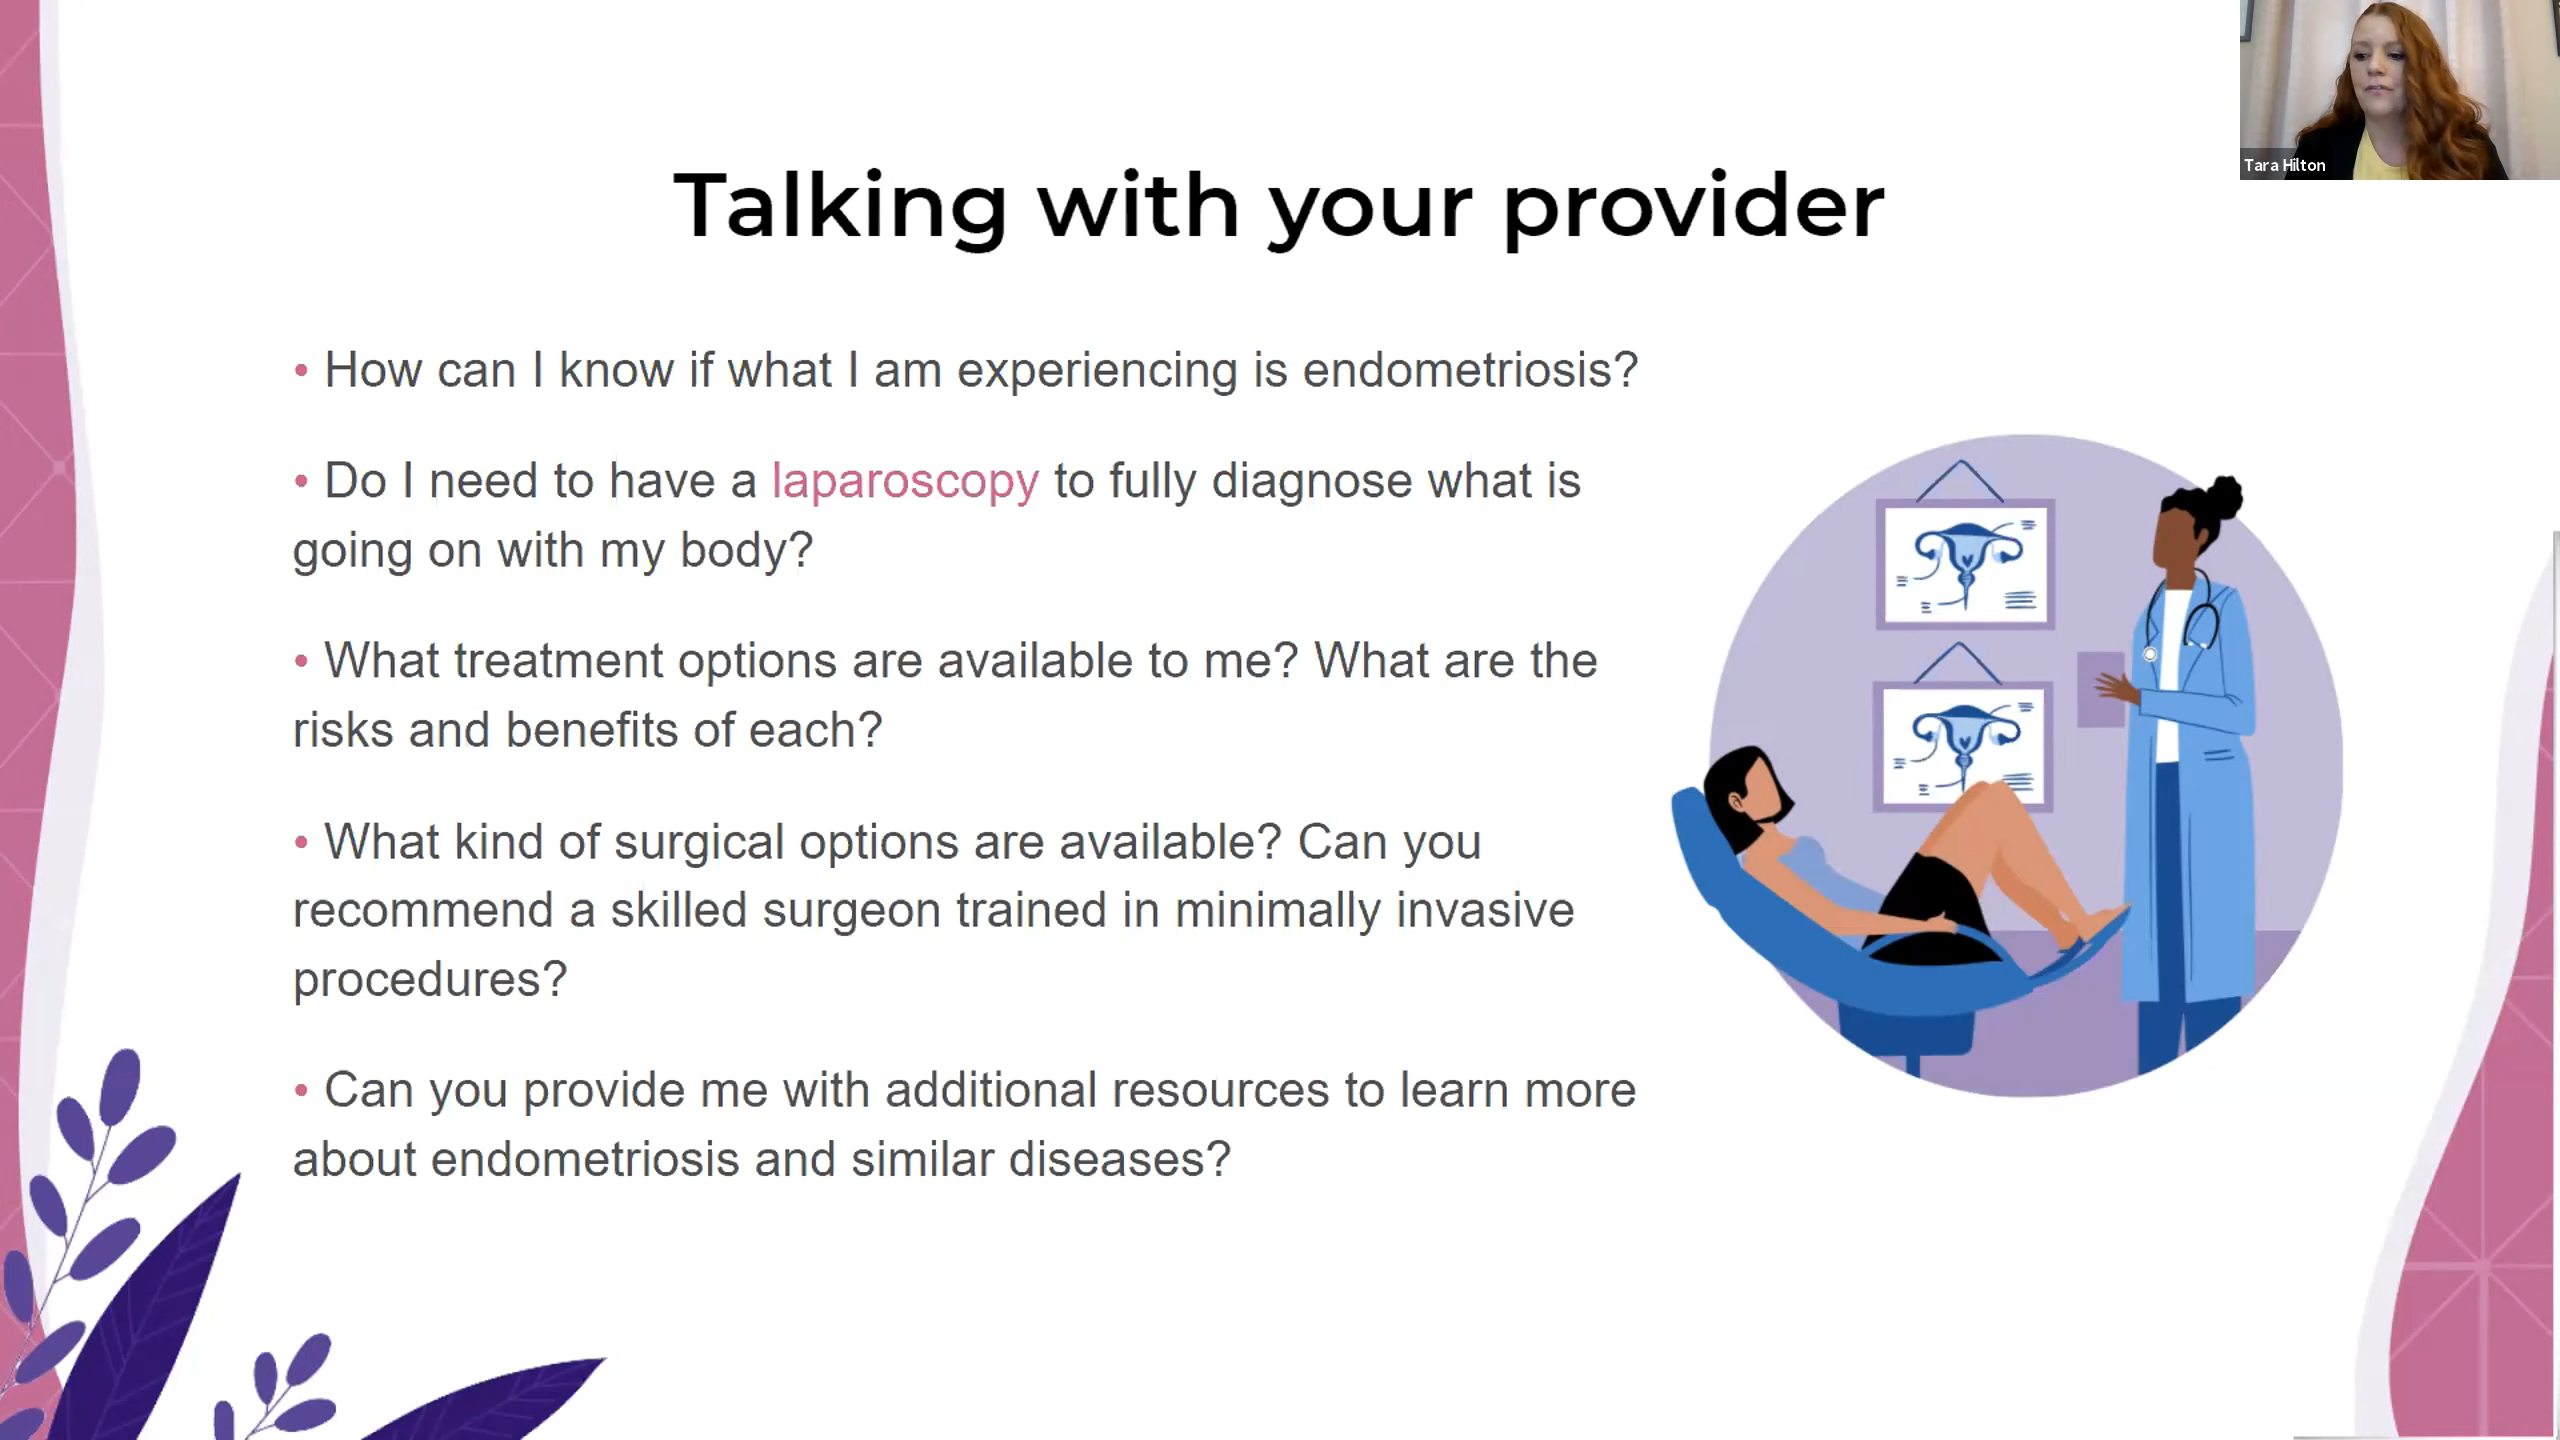 Talking with your provider
• How can I know if what I am experiencing is endometriosis?
• Do I need to have a laparoscopy to fully diagnose what is
going on with my body?
• What treatment options are available to me? What are the
risks and benefits of each?
• What kind of surgical options are available? Can you
recommend a skilled surgeon trained in minimally invasive
procedures?
• Can you provide me with additional resources to learn more
about endometriosis and similar diseases?
Tara Hilton